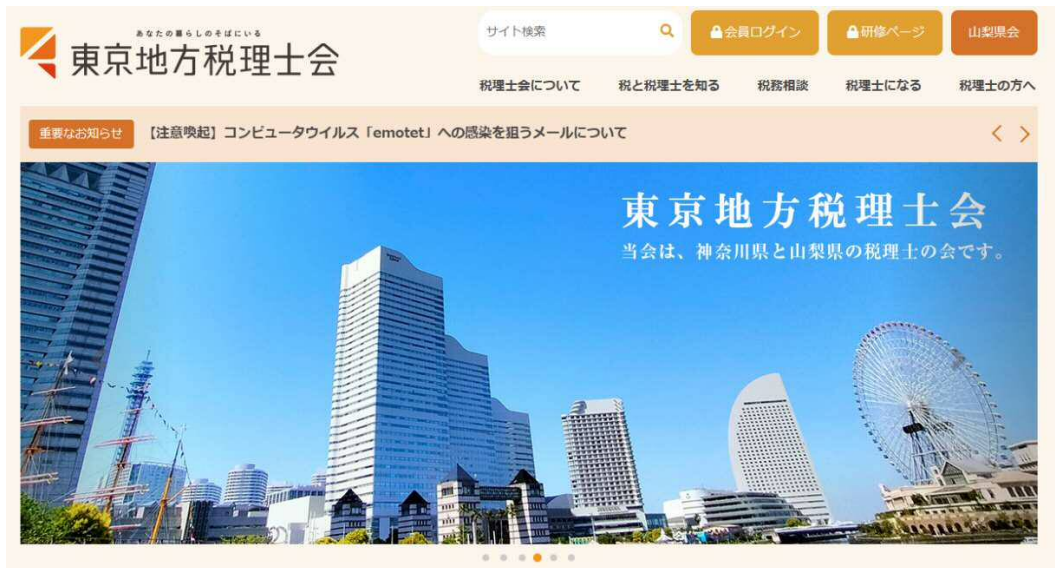 あなたの暮らしのそばにいる
東京地方税理士会
サイト検索
会員ログイン
研修ページ
山梨県会
税理士会について
税と税理士を知る
税務相談
税理士になる
税理士の方へ
重要なお知らせ
【注意喚起】コンピュータウイルス「emotet」への感染を狙うメールについて
東京地方税理士会
当会は、神奈川県と山梨県の税理士の会です。